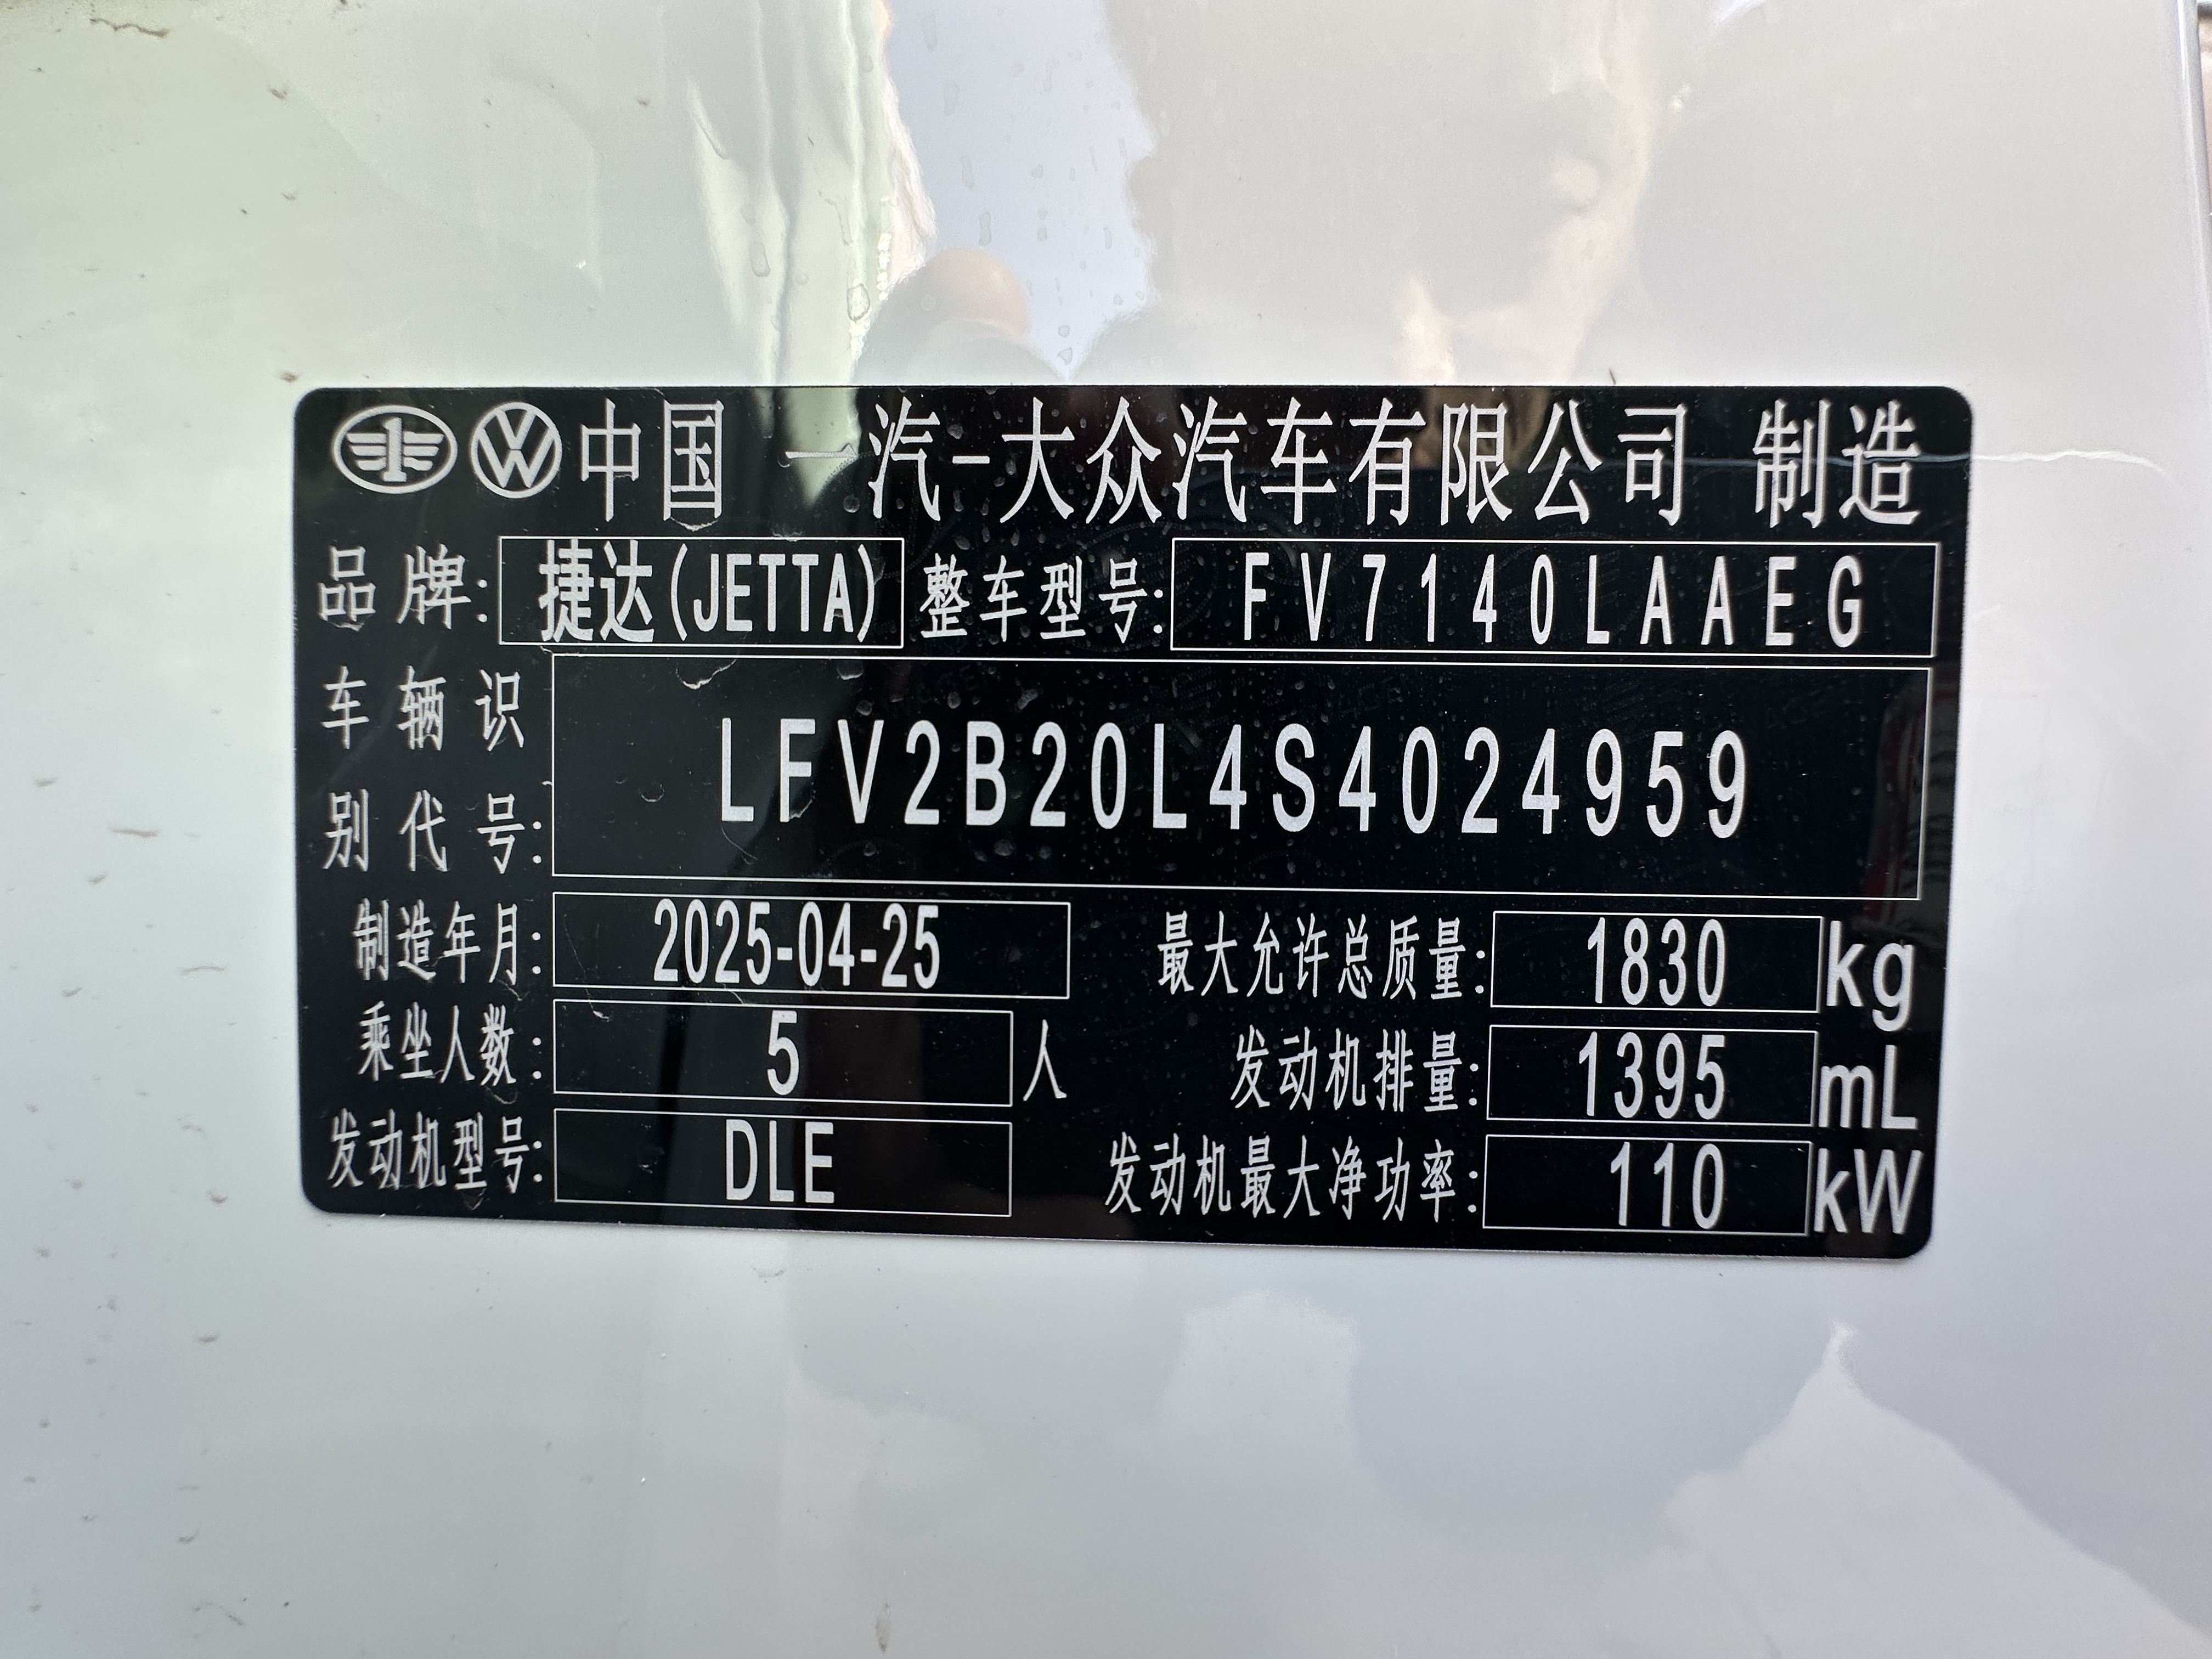 中国 一汽-大众汽车有限公司 制造
品牌: 捷达(JETTA) 整车型号: FV7140LAAEG
车辆识
别代号: LFV2B20L4S4024959
制造年月: 2025-04-25 最大允许总质量: 1830 kg
乘坐人数: 5 人 发动机排量: 1395 mL
发动机型号: DLE 发动机最大净功率: 110 kW